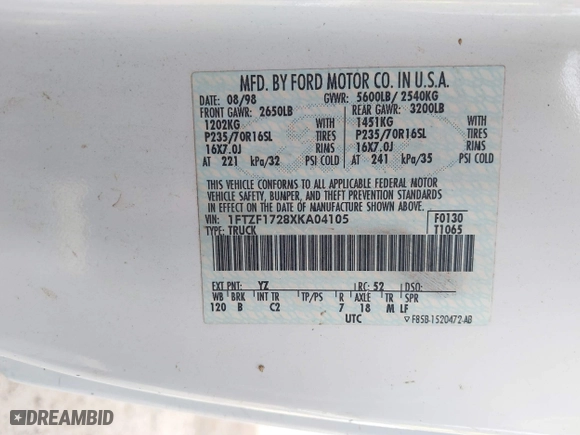 MFD. BY FORD MOTOR CO. IN U.S.A.
DATE: 08/98 GVWR: 5600LB/ 2540KG
FRONT GAWR: 2650LB REAR GAWR: 3200LB
1202KG WITH 1451KG WITH
P235/70R16SL TIRES P235/70R16SL TIRES
16X7.0J RIMS 16X7.0J RIMS
AT 221 kPa/32 PSI COLD AT 241 kPa/35 PSI COLD
THIS VEHICLE CONFORMS TO ALL APPLICABLE FEDERAL MOTOR
VEHICLE SAFETY, BUMPER, AND THEFT PREVENTION STANDARDS
IN EFFECT ON THE DATE OF MANUFACTURE SHOWN ABOVE.
VIN: 1FTZF1728XKA04105 F0130
TYPE: TRUCK T1065
EXT PNT: YZ RC: 52
WB BRK INT TR TP/PS R AXLE TR SPR
120 B C2 7 18 M LF
UTC ▽ F85B-1520472-AB
DREAMBID